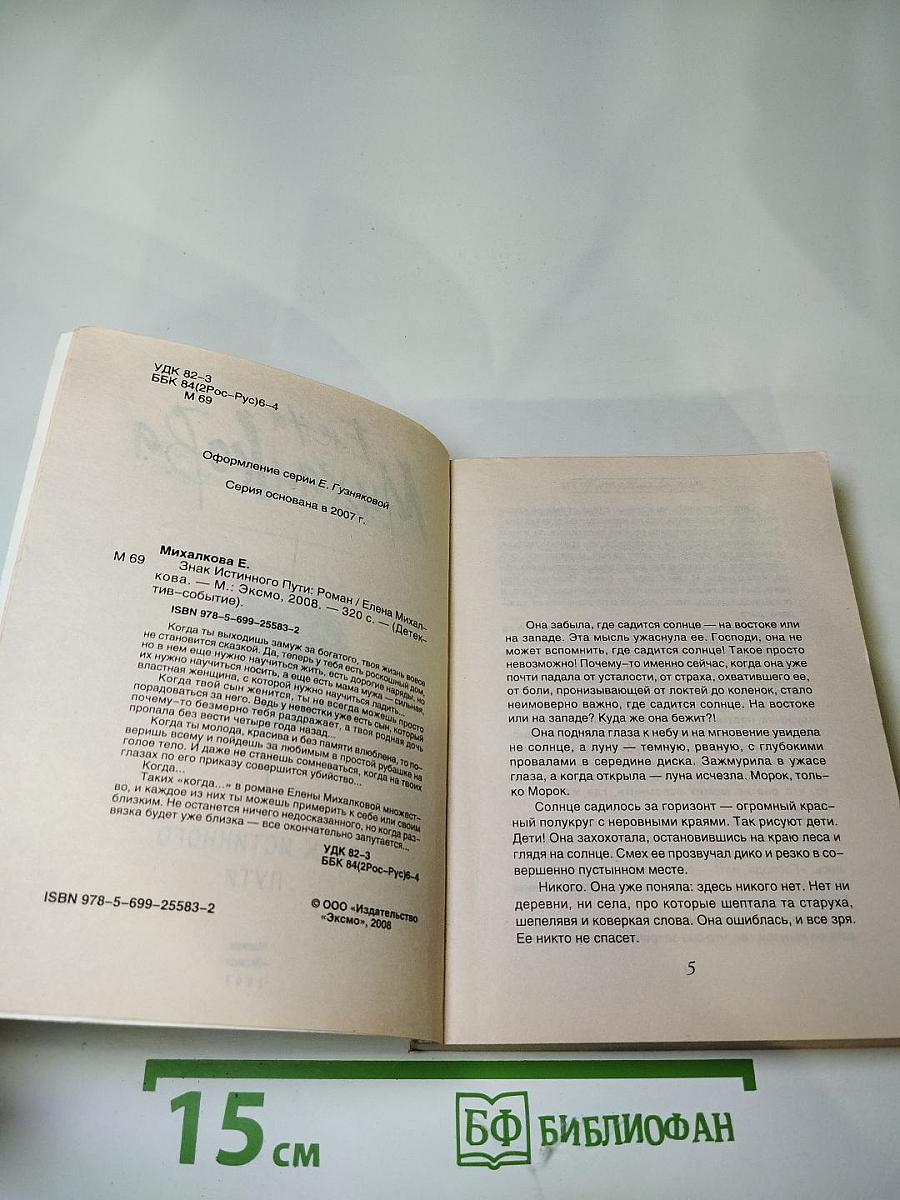 УДК 82–3
ББК 84(2Рос–Рус)6–4
М 69
Оформление серии Е. Гузняковой
Серия основана в 2007 г.
Михалкова Е.
М 69 Знак Истинного Пути: Роман / Елена Михал-
кова. — М.: Эксмо, 2008. — 320 с. — (Детек-
тив–событие).
ISBN 978–5–699–25583–2
Когда ты выходишь замуж за богатого, твоя жизнь вовсе
не становится сказкой. Да, теперь у тебя есть роскошный дом,
но в нем еще нужно научиться жить, есть дорогие наряды, но
их нужно научиться носить, а еще есть мама мужа — сильная,
властная женщина, с которой нужно научиться ладить...
Когда твой сын женится, ты не всегда можешь просто
порадоваться за него. Ведь у невестки уже есть сын, который
почему–то безмерно тебя раздражает, а твоя родная дочь
пропала без вести четыре года назад...
Когда ты молода, красива и без памяти влюблена, то по-
веришь всему и пойдешь за любимым в простой рубашке на
голое тело. И даже не станешь сомневаться, когда на твоих
глазах по его приказу совершится убийство...
Когда...
Таких «когда...» в романе Елены Михалковой множест-
во, и каждое из них ты можешь примерить к себе или своим
близким. Не останется ничего недосказанного, но когда раз-
вязка будет уже близка — все окончательно запутается...
УДК 82–3
ББК 84(2Рос–Рус)6–4
ISBN 978–5–699–25583–2
© ООО «Издательство
«Эксмо», 2008
Она забыла, где садится солнце — на востоке или
на западе. Эта мысль ужаснула ее. Господи, она не
может вспомнить, где садится солнце! Такое просто
невозможно! Почему–то именно сейчас, когда она уже
почти падала от усталости, от страха, охватившего ее,
от боли, пронизывающей от локтей до коленок, стало
неимоверно важно, где садится солнце. На востоке
или на западе? Куда же она бежит?!
Она подняла глаза к небу и на мгновение увидела
не солнце, а луну — темную, рваную, с глубокими
провалами в середине диска. Зажмурила в ужасе
глаза, а когда открыла — луна исчезла. Морок, толь-
ко Морок.
Солнце садилось за горизонт — огромный крас-
ный полукруг с неровными краями. Так рисуют дети.
Дети! Она захохотала, остановившись на краю леса и
глядя на солнце. Смех ее прозвучал дико и резко в со-
вершенно пустынном месте.
Никого. Она уже поняла: здесь никого нет. Нет ни
деревни, ни села, про которые шептала та старуха,
шепелявя и коверкая слова. Она ошиблась, и все зря.
Ее никто не спасет.
5
15 см
БФ БИБЛИОФАН